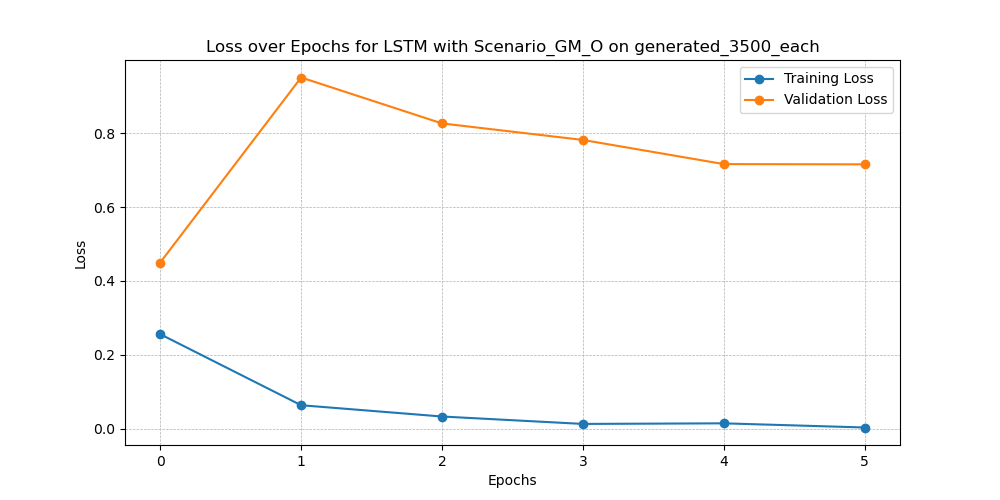 Loss over Epochs for LSTM with Scenario_GM_O on generated_3500_each
Training Loss
Validation Loss
Loss
0.8
0.6
0.4
0.2
0.0
0 1 2 3 4 5
Epochs